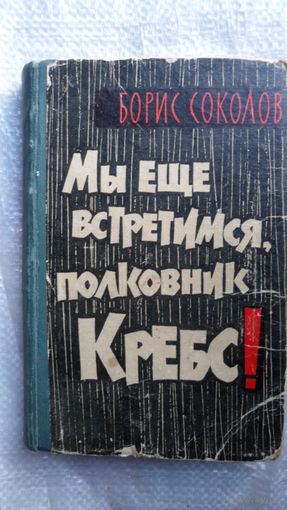 БОРИС СОКОЛОВ
МЫ ЕЩЕ
ВСТРЕТИМСЯ,
ПОЛКОВНИК
КРЕБС!